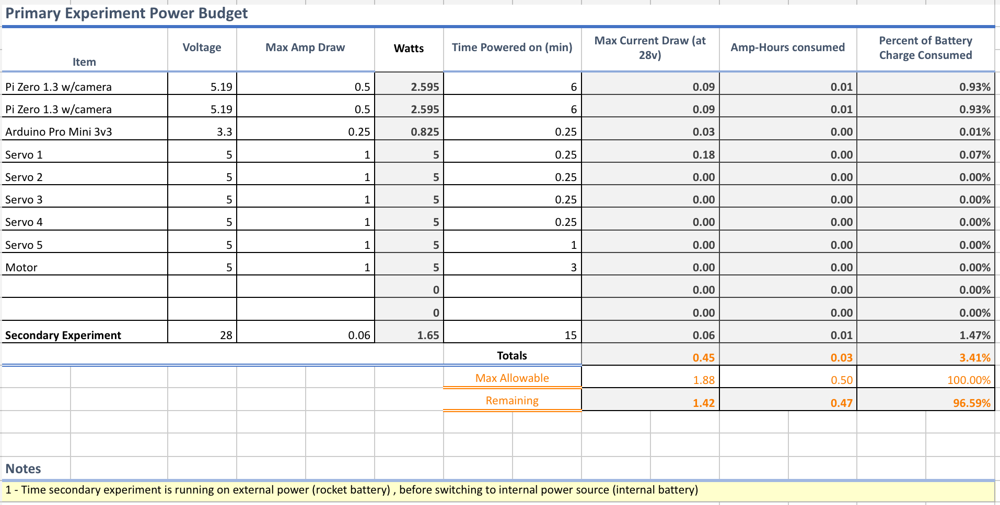 Primary Experiment Power Budget
Item Voltage Max Amp Draw Watts Time Powered on (min) Max Current Draw (at 28v) Amp-Hours consumed Percent of Battery Charge Consumed
Pi Zero 1.3 w/camera 5.19 0.5 2.595 6 0.09 0.01 0.93%
Pi Zero 1.3 w/camera 5.19 0.5 2.595 6 0.09 0.01 0.93%
Arduino Pro Mini 3v3 3.3 0.25 0.825 0.25 0.03 0.00 0.01%
Servo 1 5 1 5 0.25 0.18 0.00 0.07%
Servo 2 5 1 5 0.25 0.00 0.00 0.00%
Servo 3 5 1 5 0.25 0.00 0.00 0.00%
Servo 4 5 1 5 0.25 0.00 0.00 0.00%
Servo 5 5 1 5 1 0.00 0.00 0.00%
Motor 5 1 5 3 0.00 0.00 0.00%
0 0.00 0.00 0.00%
0 0.00 0.00 0.00%
Secondary Experiment 28 0.06 1.65 15 0.06 0.01 1.47%
Totals 0.45 0.03 3.41%
Max Allowable 1.88 0.50 100.00%
Remaining 1.42 0.47 96.59%
Notes
1 - Time secondary experiment is running on external power (rocket battery) , before switching to internal power source (internal battery)